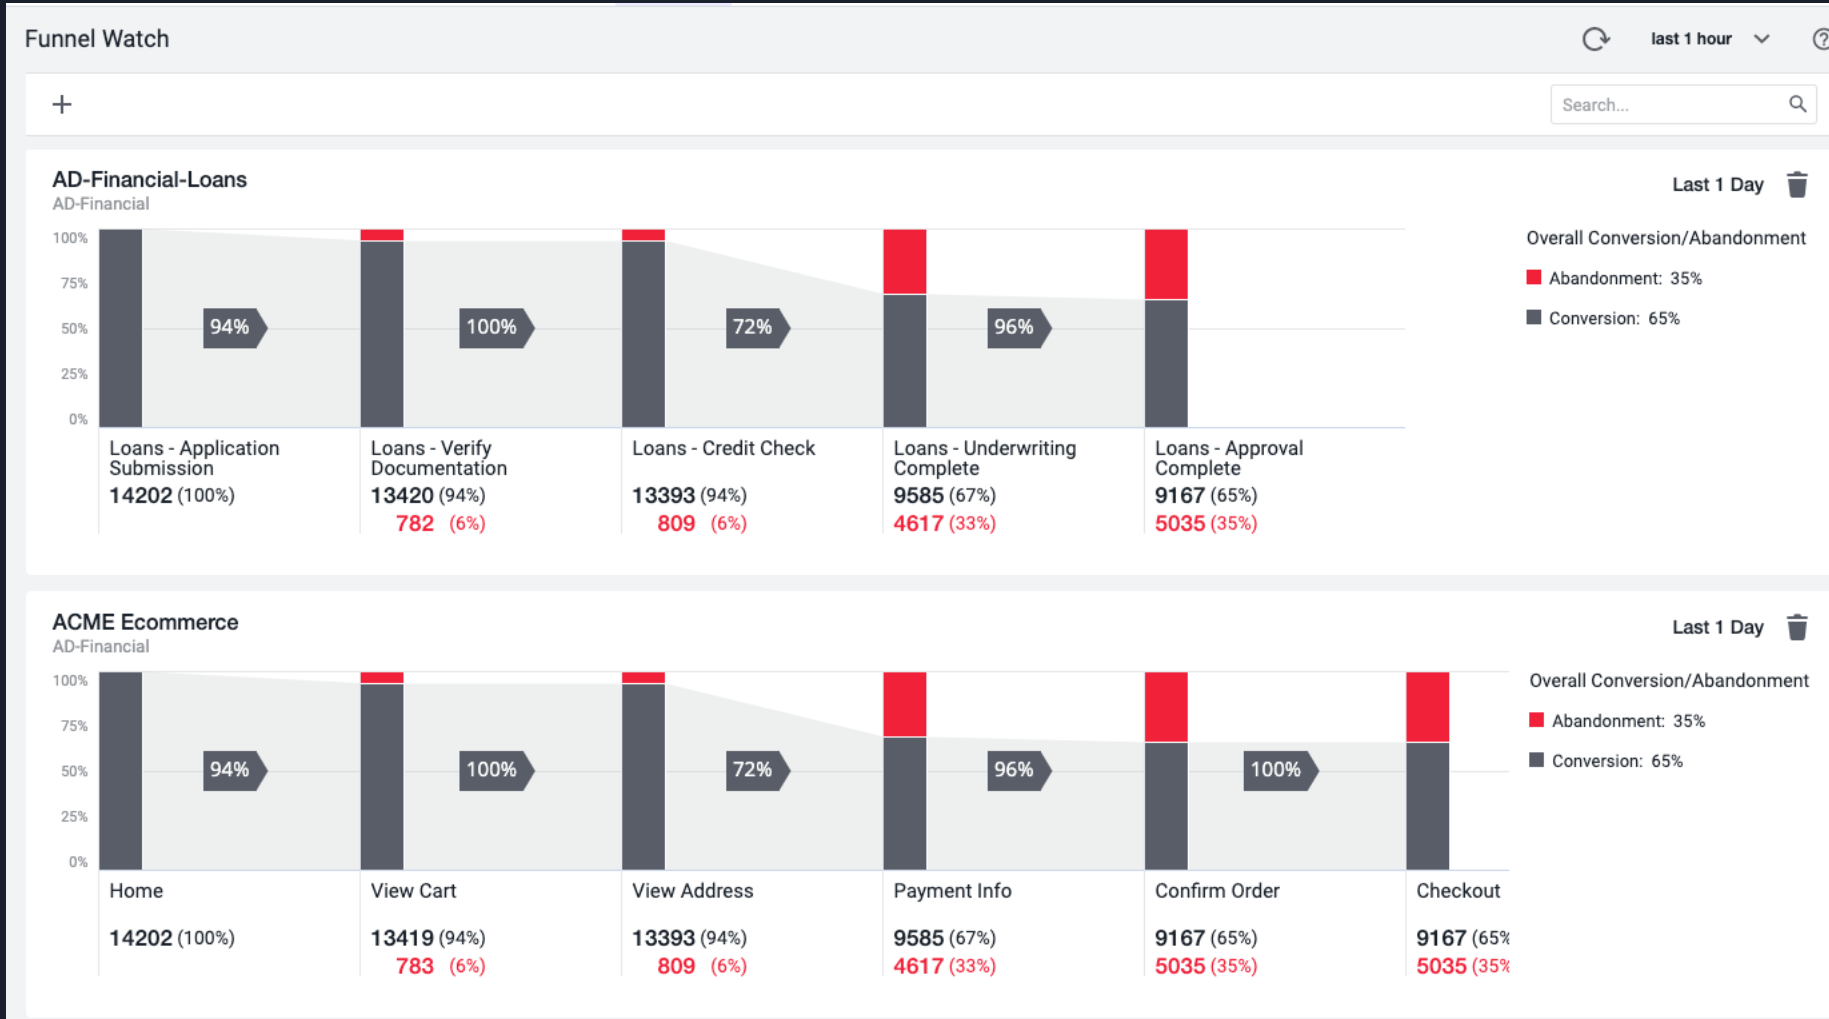 Funnel Watch
last 1 hour
Search...
AD-Financial-Loans
AD-Financial
Last 1 Day
Overall Conversion/Abandonment
Abandonment: 35%
Conversion: 65%
100%
75%
50%
25%
0%
94%
100%
72%
96%
Loans - Application
Submission
14202 (100%)
Loans - Verify
Documentation
13420 (94%)
782 (6%)
Loans - Credit Check
13393 (94%)
809 (6%)
Loans - Underwriting
Complete
9585 (67%)
4617 (33%)
Loans - Approval
Complete
9167 (65%)
5035 (35%)
ACME Ecommerce
AD-Financial
Last 1 Day
Overall Conversion/Abandonment
Abandonment: 35%
Conversion: 65%
100%
75%
50%
25%
0%
94%
100%
72%
96%
100%
Home
14202 (100%)
View Cart
13419 (94%)
783 (6%)
View Address
13393 (94%)
809 (6%)
Payment Info
9585 (67%)
4617 (33%)
Confirm Order
9167 (65%)
5035 (35%)
Checkout
9167 (65%
5035 (35%